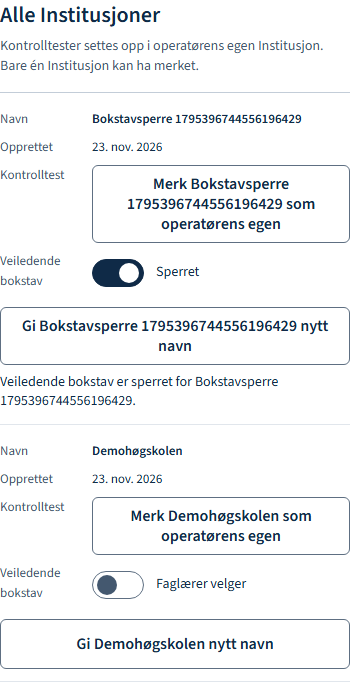 Alle Institusjoner
Kontrolltester settes opp i operatørens egen Institusjon.
Bare én Institusjon kan ha merket.
Navn Bokstavsperre 1795396744556196429
Opprettet 23. nov. 2026
Kontrolltest
Merk Bokstavsperre
1795396744556196429 som
operatørens egen
Veiledende
bokstav
Sperret
Gi Bokstavsperre 1795396744556196429 nytt
navn
Veiledende bokstav er sperret for Bokstavsperre
1795396744556196429.
Navn Demohøgskolen
Opprettet 23. nov. 2026
Kontrolltest
Merk Demohøgskolen som
operatørens egen
Veiledende
bokstav
Faglærer velger
Gi Demohøgskolen nytt navn